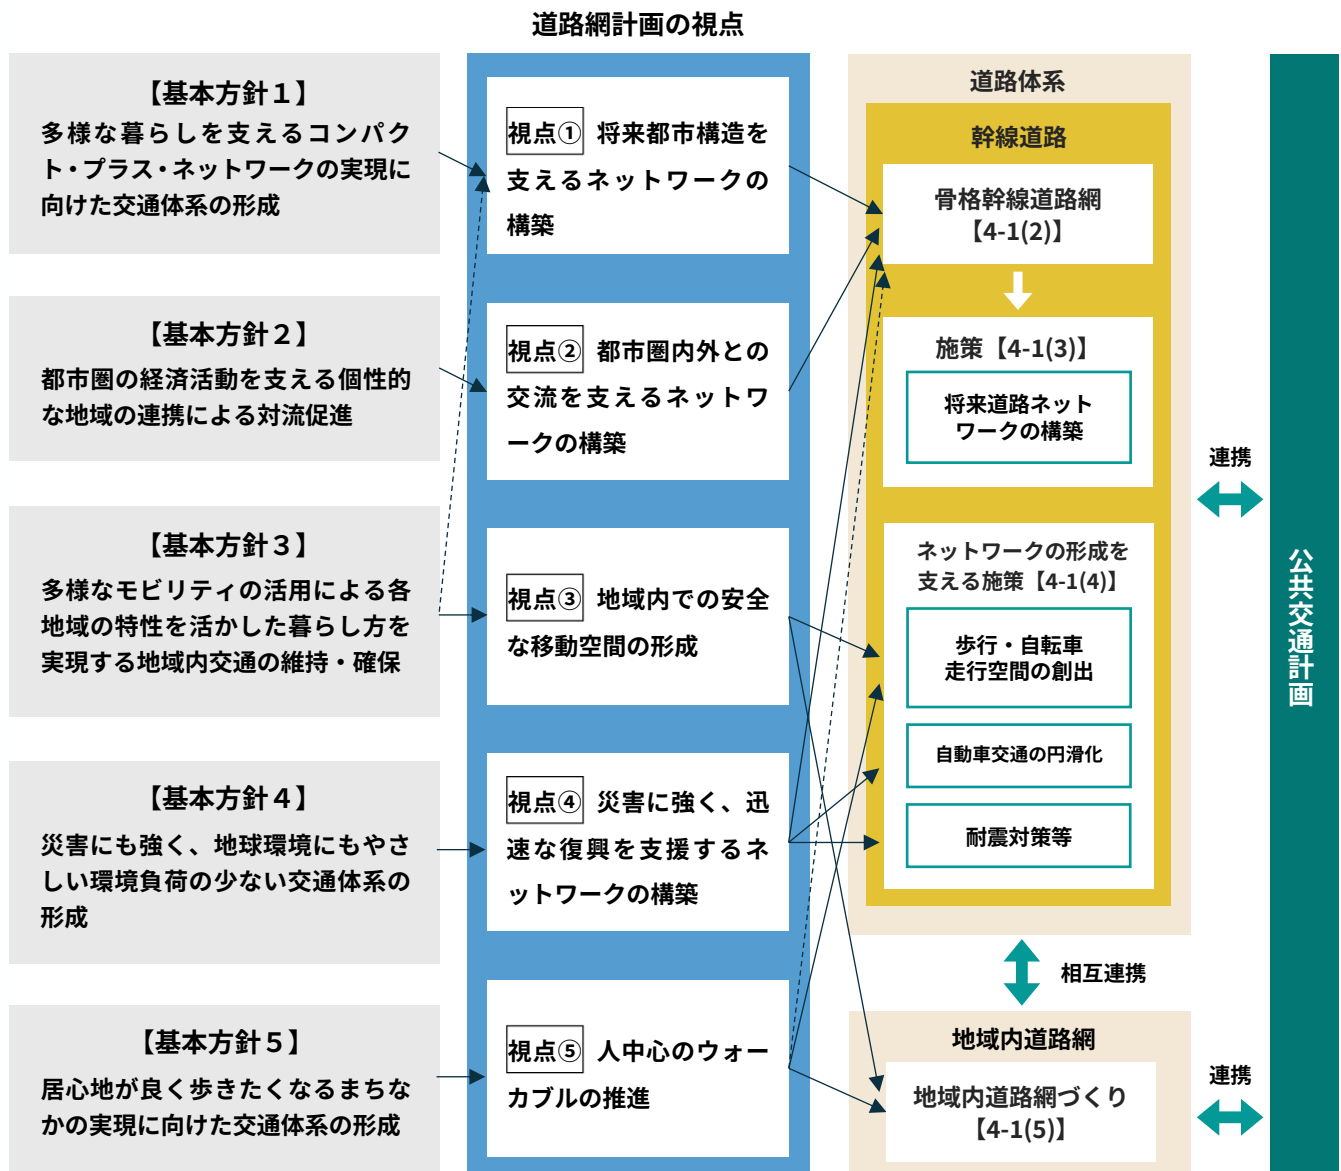 道路網計画の視点
【基本方針１】
多様な暮らしを支えるコンパク
ト・プラス・ネットワークの実現に
向けた交通体系の形成
【基本方針２】
都市圏の経済活動を支える個性的
な地域の連携による対流促進
【基本方針３】
多様なモビリティの活用による各
地域の特性を活かした暮らし方を
実現する地域内交通の維持・確保
【基本方針４】
災害にも強く、地球環境にもやさ
しい環境負荷の少ない交通体系の
形成
【基本方針５】
居心地が良く歩きたくなるまちな
かの実現に向けた交通体系の形成
視点① 将来都市構造を
支えるネットワークの
構築
視点② 都市圏内外との
交流を支えるネットワ
ークの構築
視点③ 地域内での安全
な移動空間の形成
視点④ 災害に強く、迅
速な復興を支援するネ
ットワークの構築
視点⑤ 人中心のウォー
カブルの推進
道路体系
幹線道路
骨格幹線道路網
【4-1(2)】
施策【4-1(3)】
将来道路ネット
ワークの構築
ネットワークの形成を
支える施策【4-1(4)】
歩行・自転車
走行空間の創出
自動車交通の円滑化
耐震対策等
相互連携
地域内道路網
地域内道路網づくり
【4-1(5)】
連携
連携
公共交通計画